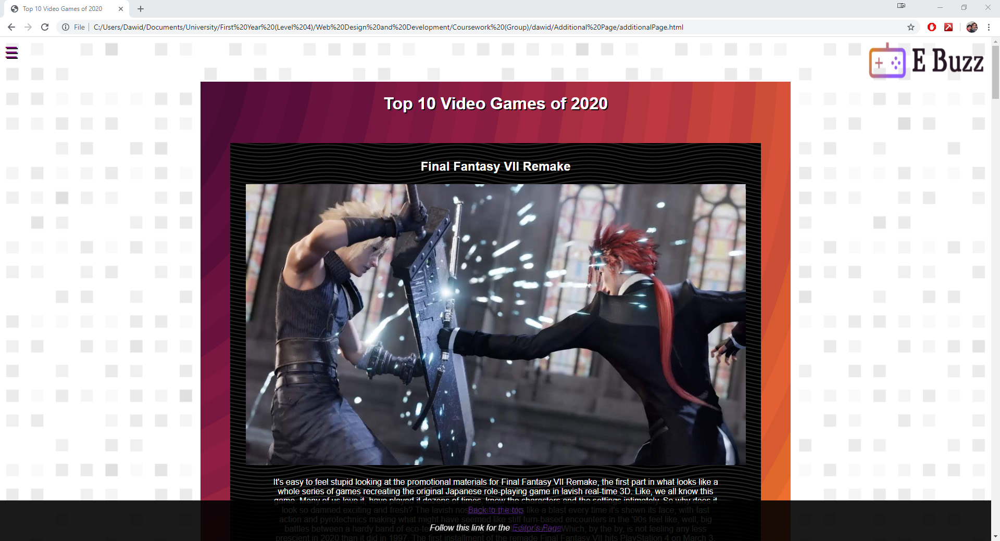 Top 10 Video Games of 2020
File C:/Users/Dawid/Documents/University/First%20Year%20(Level%204)/Web%20Design%20and%20Development/Coursework%20(Group)/dawid/Additional%20Page/additionalPage.html
E Buzz
Top 10 Video Games of 2020
Final Fantasy VII Remake
It's easy to feel stupid looking at the promotional materials for Final Fantasy VII Remake, the first part in what looks like a
whole series of games recreating the original Japanese role-playing game in lavish real-time 3D. Like, we all know this
game. Many of us love it, have played it dozens of times, know the characters and the settings intimately. So why does it
look so damned exciting and fresh? The lavish like a blast every time it's shown its face, with fast
Back to the top
action and pyrotechnics making what might have seemed like stiff turn-based encounters in the '90s feel like, well, big
battles between a hardy band of Which, by the by, is not feeling any less
Follow this link for the Editor's Page
prescient in 2020 than it did in 1997. The first installment of the remade Final Fantasy VII hits PlayStation 4 on March 3.